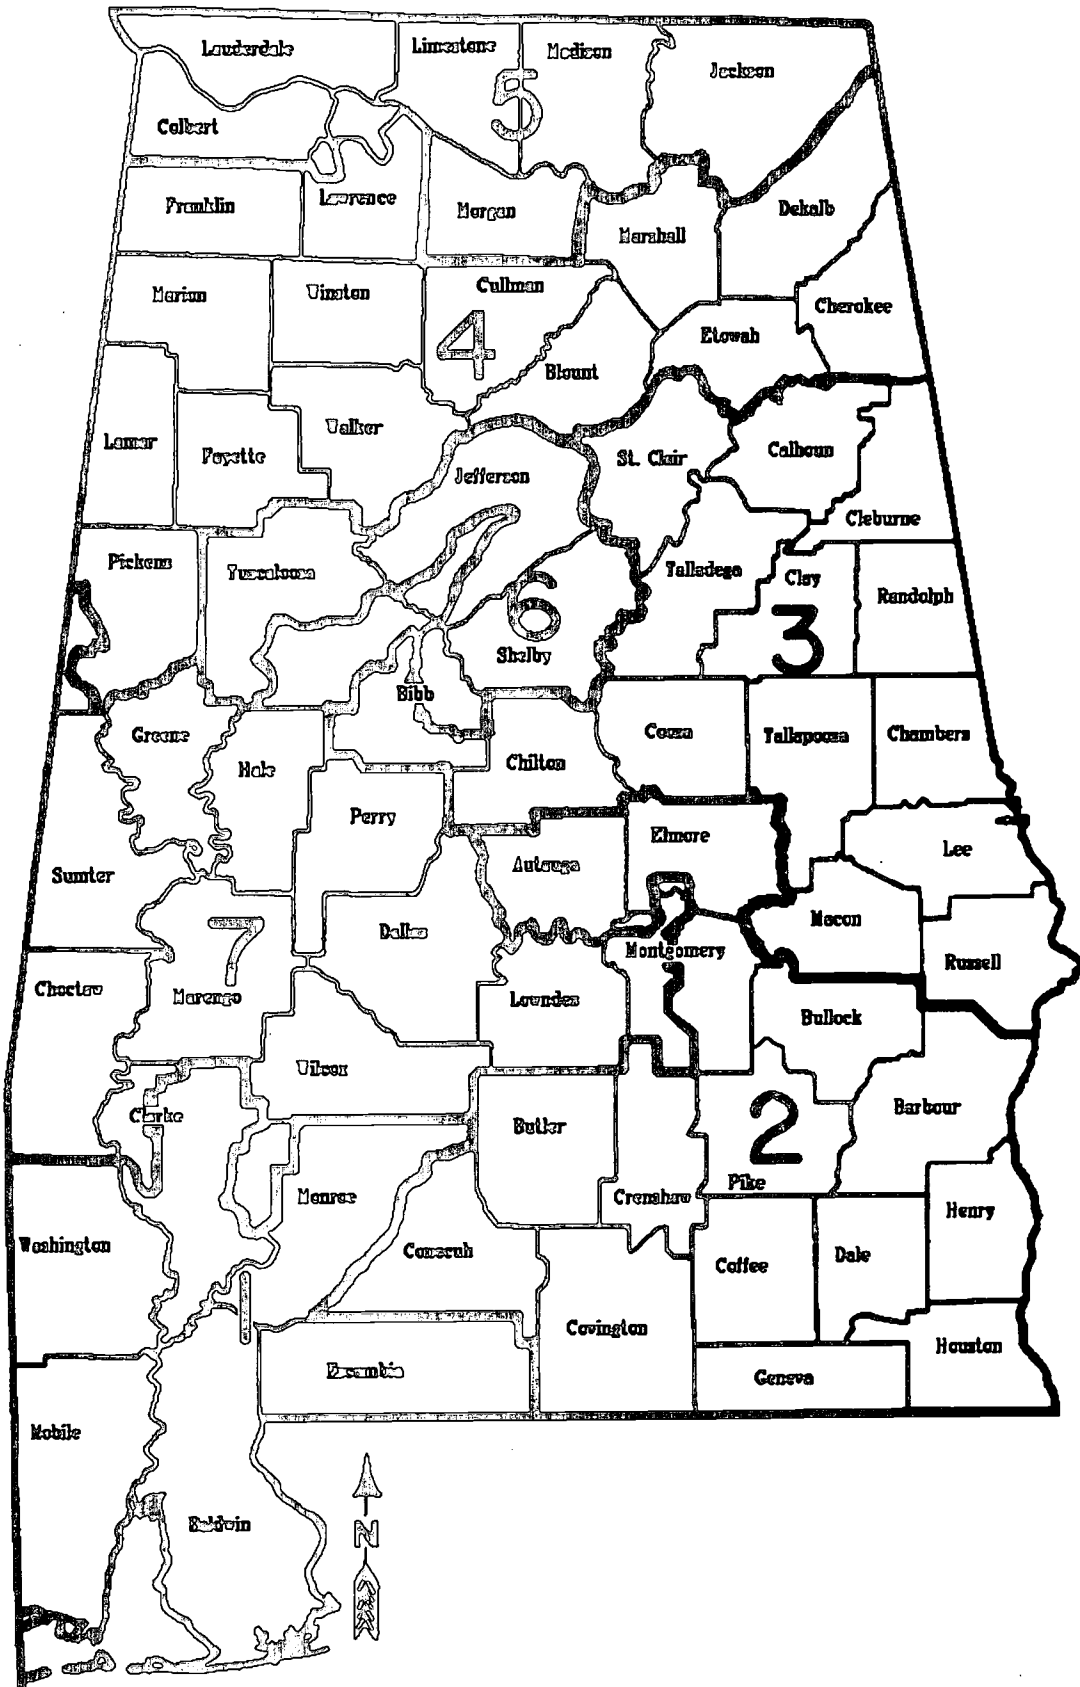 Lauderdale
Limestone
Madison
Jackson
5
Colbert
Franklin
Lawrence
Morgan
Marshall
Dekalb
Marion
Winston
Cullman
Cherokee
4
Etowah
Blount
Lamar
Fayette
Walker
Jefferson
St. Clair
Calhoun
Cleburne
Pickens
Tuscaloosa
Talladega
Clay
Randolph
6
3
Shelby
Bibb
Greene
Hale
Chilton
Coosa
Tallapoosa
Chambers
Perry
Elmore
Lee
Sumter
Autauga
7
Dallas
Macon
Montgomery
Russell
Choctaw
Marengo
Lowndes
Bullock
Wilcox
Clarke
Butler
2
Barbour
Monroe
Crenshaw
Pike
Henry
Washington
Conecuh
Coffee
Dale
Covington
Houston
Escambia
Geneva
Mobile
Baldwin
N